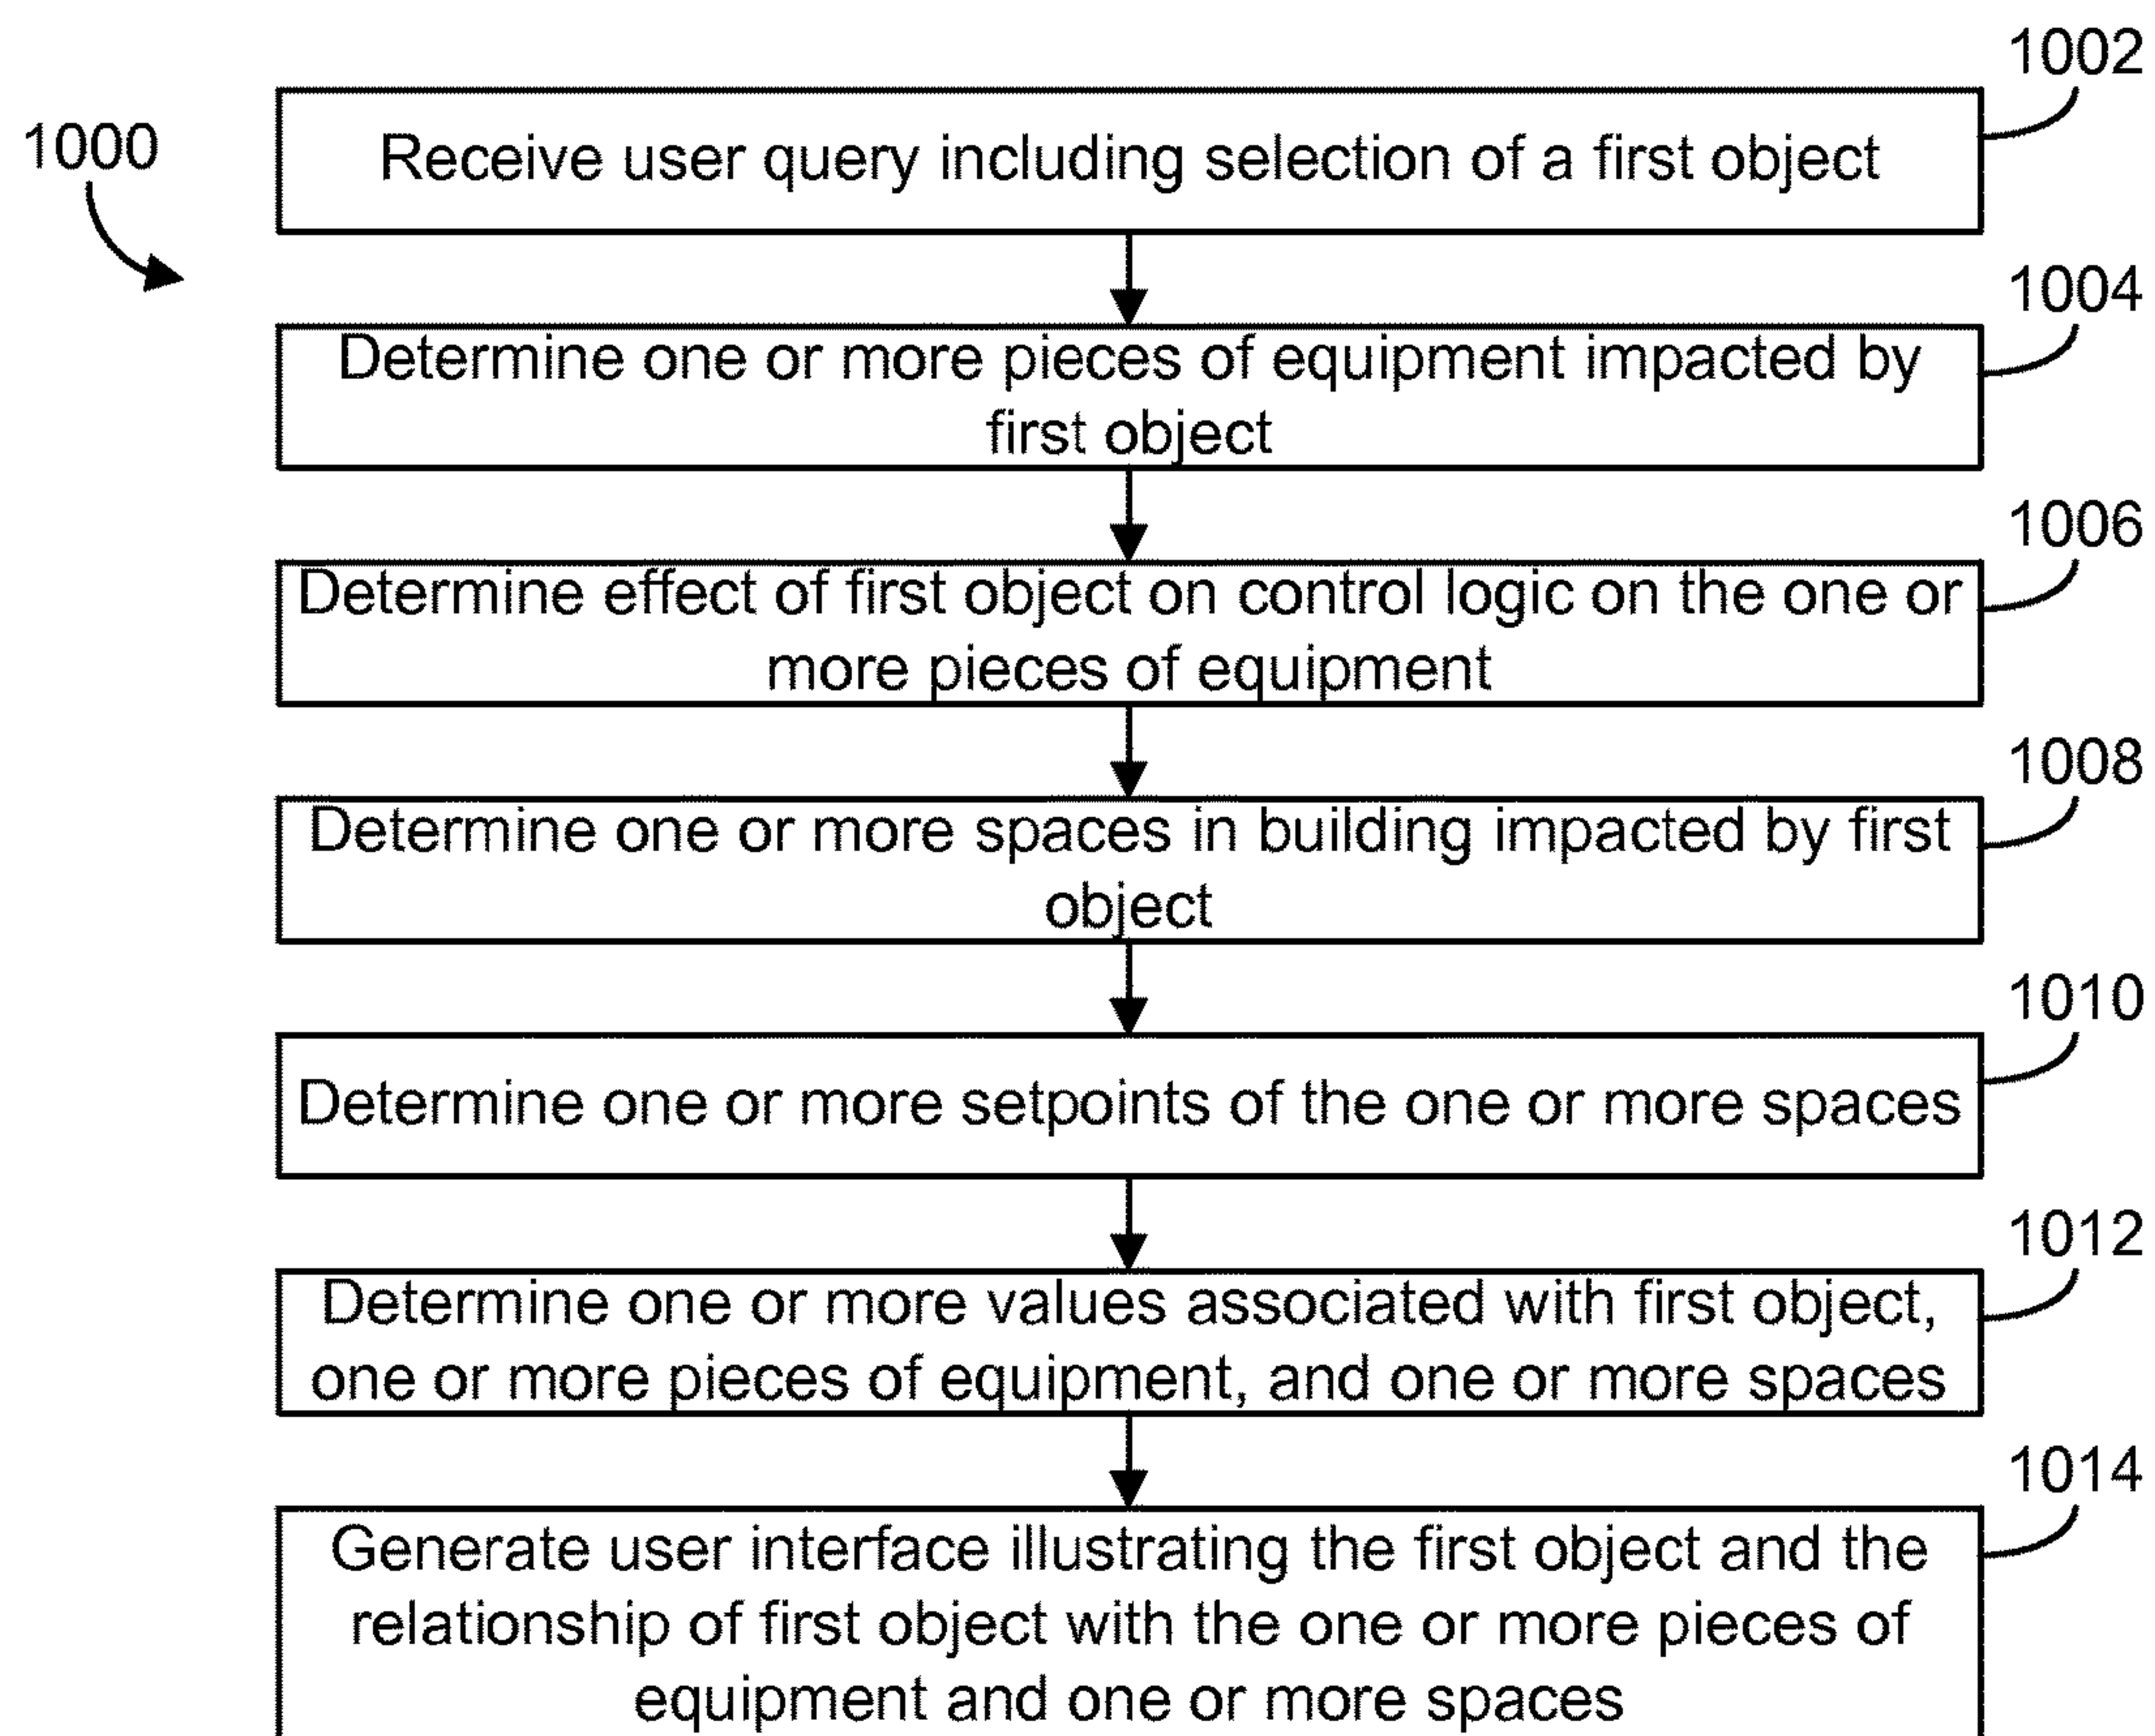 1002
1000
Receive user query including selection of a first object
1004
Determine one or more pieces of equipment impacted by
first object
1006
Determine effect of first object on control logic on the one or
more pieces of equipment
1008
Determine one or more spaces in building impacted by first
object
1010
Determine one or more setpoints of the one or more spaces
1012
Determine one or more values associated with first object,
one or more pieces of equipment, and one or more spaces
1014
Generate user interface illustrating the first object and the
relationship of first object with the one or more pieces of
equipment and one or more spaces